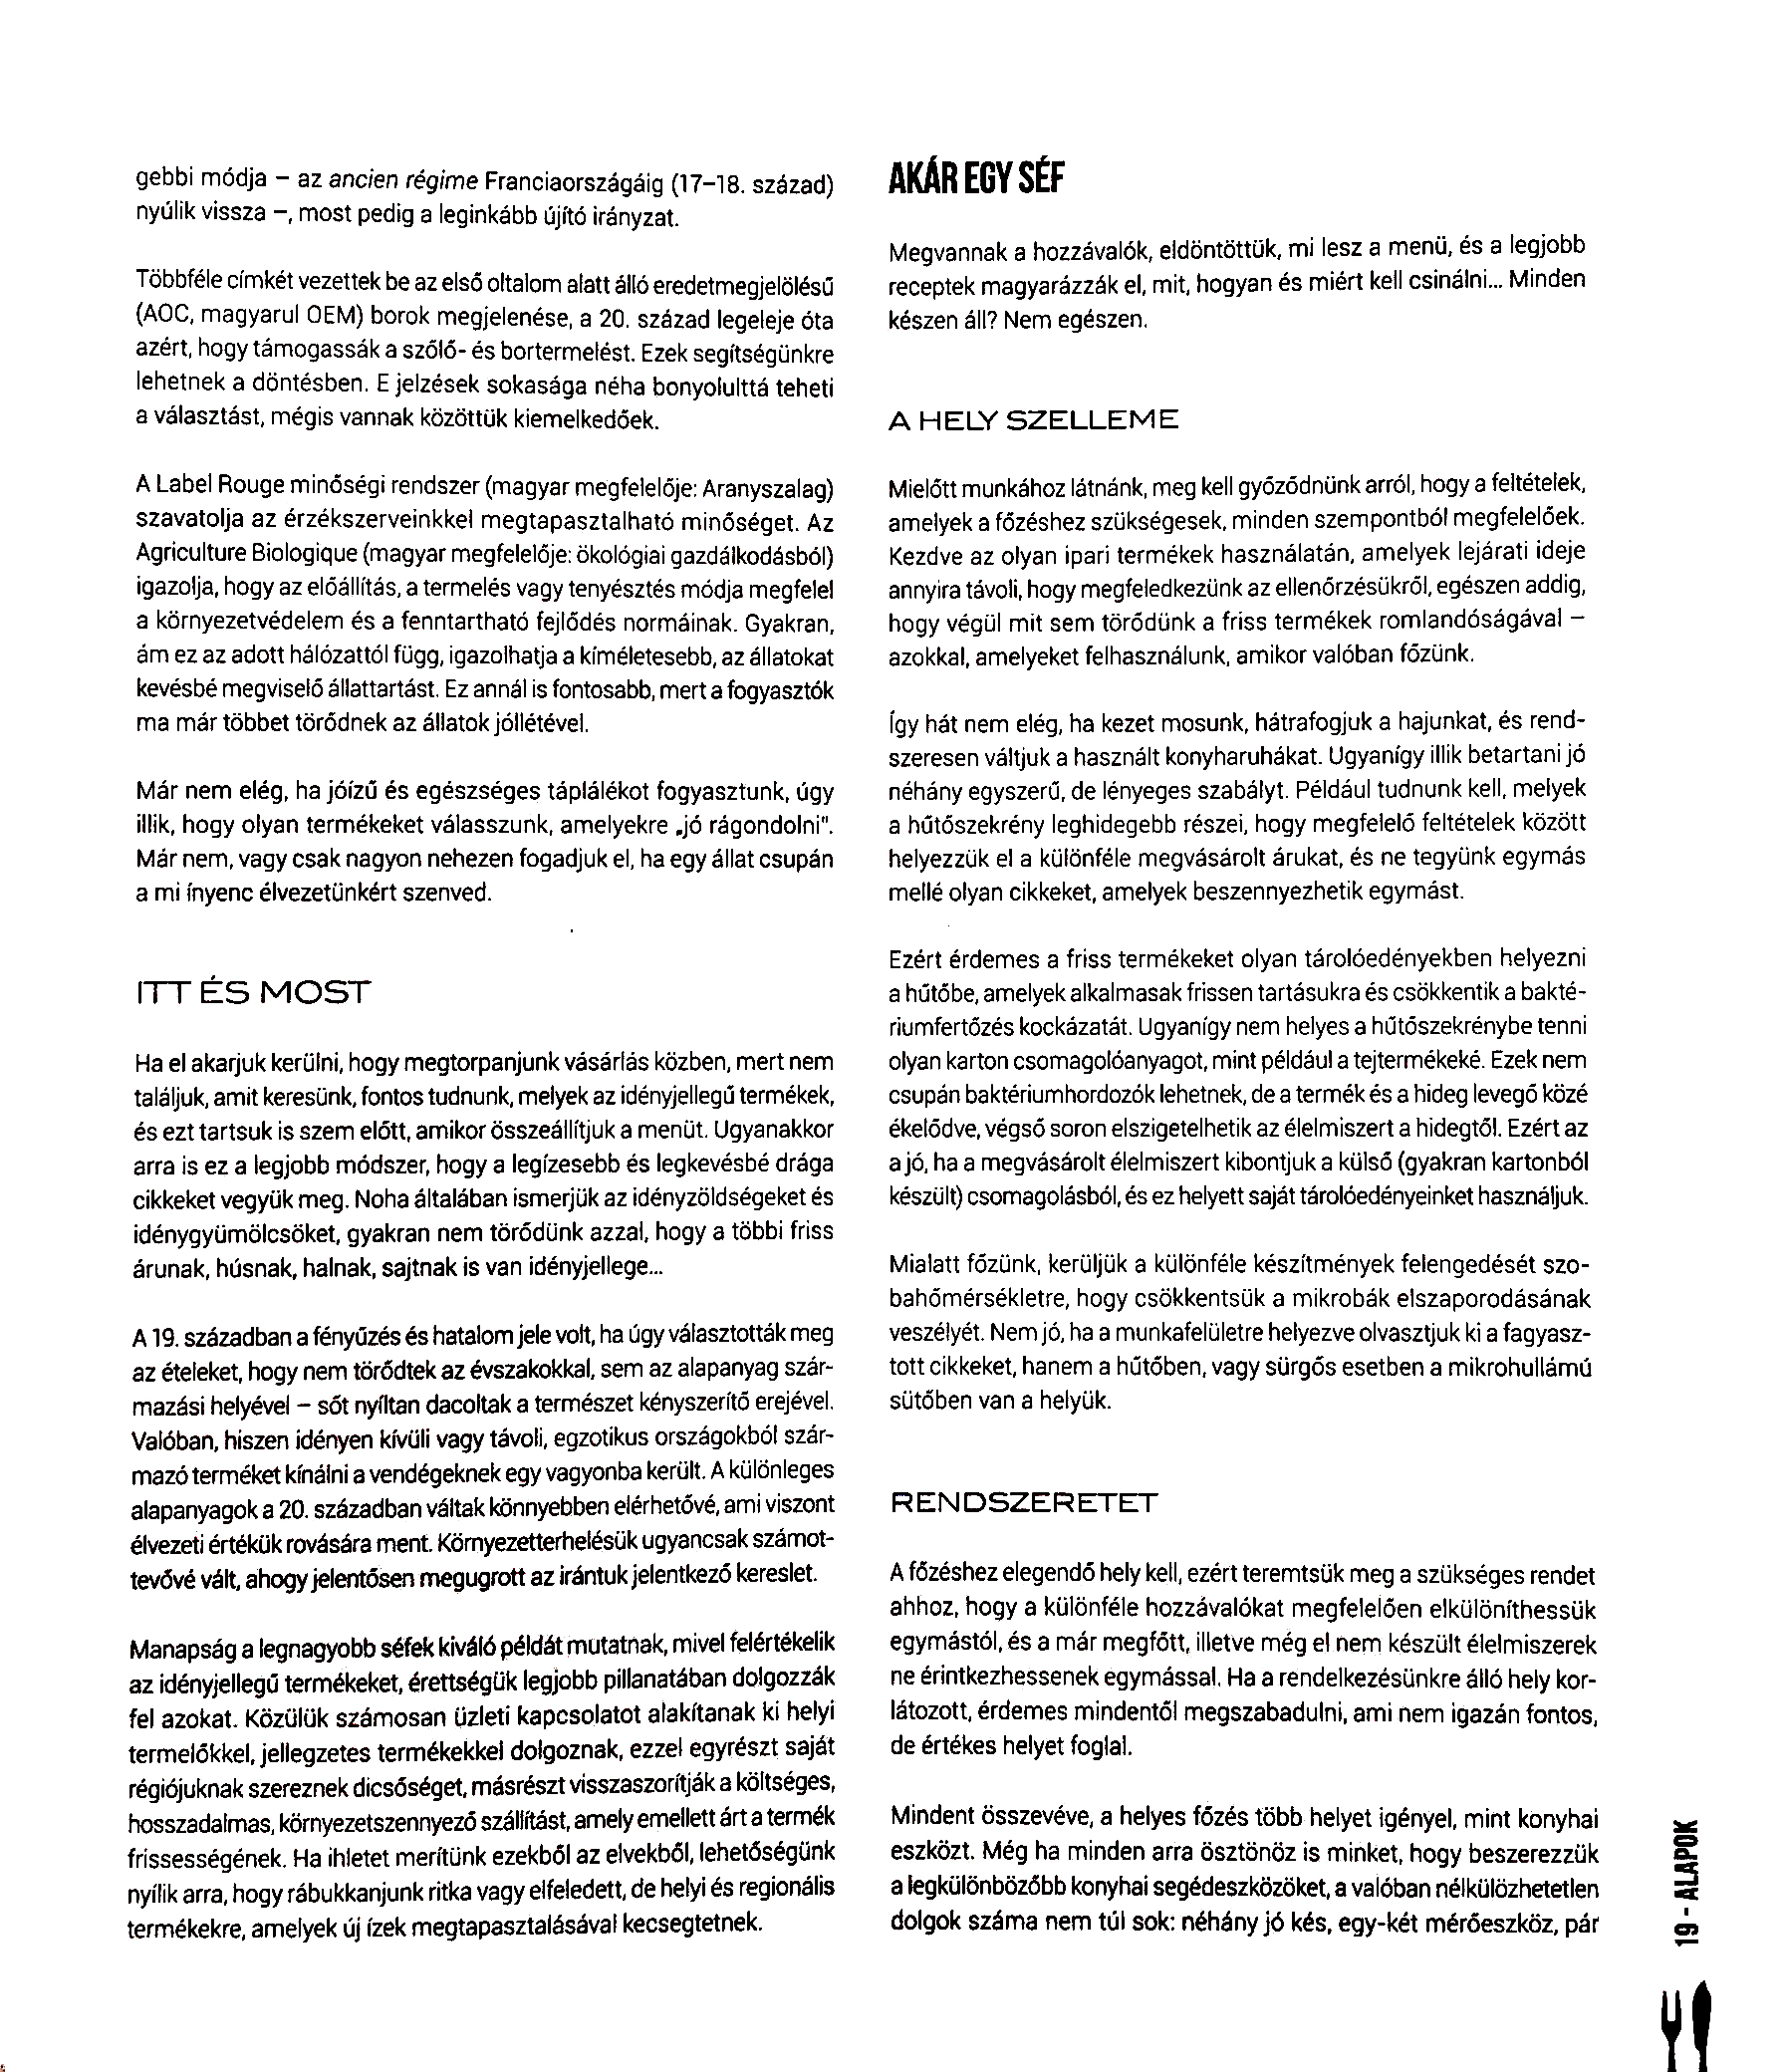 gebbi módja – az ancien régime Franciaországáig (17–18. század)
nyúlik vissza –, most pedig a leginkább újító irányzat.
Többféle címkét vezettek be az első oltalom alatt álló eredetmegjelölésű
(AOC, magyarul OEM) borok megjelenése, a 20. század legeleje óta
azért, hogy támogassák a szőlő- és bortermelést. Ezek segítségünkre
lehetnek a döntésben. E jelzések sokasága néha bonyolulttá teheti
a választást, mégis vannak közöttük kiemelkedőek.
A Label Rouge minőségi rendszer (magyar megfelelője: Aranyszalag)
szavatolja az érzékszerveinkkel megtapasztalható minőséget. Az
Agriculture Biologique (magyar megfelelője: ökológiai gazdálkodásból)
igazolja, hogy az előállítás, a termelés vagy tenyésztés módja megfelel
a környezetvédelem és a fenntartható fejlődés normáinak. Gyakran,
ám ez az adott hálózattól függ, igazolhatja a kíméletesebb, az állatokat
kevésbé megviselő állattartást. Ez annál is fontosabb, mert a fogyasztók
ma már többet törődnek az állatok jóllétével.
Már nem elég, ha jóízű és egészséges táplálékot fogyasztunk, úgy
illik, hogy olyan termékeket válasszunk, amelyekre „jó rágondolni".
Már nem, vagy csak nagyon nehezen fogadjuk el, ha egy állat csupán
a mi ínyenc élvezetünkért szenved.
ITT ÉS MOST
Ha el akarjuk kerülni, hogy megtorpanjunk vásárlás közben, mert nem
találjuk, amit keresünk, fontos tudnunk, melyek az idényjellegű termékek,
és ezt tartsuk is szem előtt, amikor összeállítjuk a menüt. Ugyanakkor
arra is ez a legjobb módszer, hogy a legízesebb és legkevésbé drága
cikkeket vegyük meg. Noha általában ismerjük az idényzöldségeket és
idénygyümölcsöket, gyakran nem törődünk azzal, hogy a többi friss
árunak, húsnak, halnak, sajtnak is van idényjellege...
A 19. században a fényűzés és hatalom jele volt, ha úgy választották meg
az ételeket, hogy nem törődtek az évszakokkal, sem az alapanyag szár-
mazási helyével – sőt nyíltan dacoltak a természet kényszerítő erejével.
Valóban, hiszen idényen kívüli vagy távoli, egzotikus országokból szár-
mazó terméket kínálni a vendégeknek egy vagyonba került. A különleges
alapanyagok a 20. században váltak könnyebben elérhetővé, ami viszont
élvezeti értékük rovására ment. Környezetterhelésük ugyancsak számot-
tevővé vált, ahogy jelentősen megugrott az irántuk jelentkező kereslet.
Manapság a legnagyobb séfek kiváló példát mutatnak, mivel felértékelik
az idényjellegű termékeket, érettségük legjobb pillanatában dolgozzák
fel azokat. Közülük számosan üzleti kapcsolatot alakítanak ki helyi
termelőkkel, jellegzetes termékekkel dolgoznak, ezzel egyrészt saját
régiójuknak szereznek dicsőséget, másrészt visszaszorítják a költséges,
hosszadalmas, környezetszennyező szállítást, amely emellett árt a termék
frissességének. Ha ihletet merítünk ezekből az elvekből, lehetőségünk
nyílik arra, hogy rábukkanjunk ritka vagy elfeledett, de helyi és regionális
termékekre, amelyek új ízek megtapasztalásával kecsegtetnek.
AKÁR EGY SÉF
Megvannak a hozzávalók, eldöntöttük, mi lesz a menü, és a legjobb
receptek magyarázzák el, mit, hogyan és miért kell csinálni... Minden
készen áll? Nem egészen.
A HELY SZELLEME
Mielőtt munkához látnánk, meg kell győződnünk arról, hogy a feltételek,
amelyek a főzéshez szükségesek, minden szempontból megfelelőek.
Kezdve az olyan ipari termékek használatán, amelyek lejárati ideje
annyira távoli, hogy megfeledkezünk az ellenőrzésükről, egészen addig,
hogy végül mit sem törődünk a friss termékek romlandóságával –
azokkal, amelyeket felhasználunk, amikor valóban főzünk.
Így hát nem elég, ha kezet mosunk, hátrafogjuk a hajunkat, és rend-
szeresen váltjuk a használt konyharuhákat. Ugyanígy illik betartani jó
néhány egyszerű, de lényeges szabályt. Például tudnunk kell, melyek
a hűtőszekrény leghidegebb részei, hogy megfelelő feltételek között
helyezzük el a különféle megvásárolt árukat, és ne tegyünk egymás
mellé olyan cikkeket, amelyek beszennyezhetik egymást.
Ezért érdemes a friss termékeket olyan tárolóedényekben helyezni
a hűtőbe, amelyek alkalmasak frissen tartásukra és csökkentik a bakté-
riumfertőzés kockázatát. Ugyanígy nem helyes a hűtőszekrénybe tenni
olyan karton csomagolóanyagot, mint például a tejtermékeké. Ezek nem
csupán baktériumhordozók lehetnek, de a termék és a hideg levegő közé
ékelődve, végső soron elszigetelhetik az élelmiszert a hidegtől. Ezért az
a jó, ha a megvásárolt élelmiszert kibontjuk a külső (gyakran kartonból
készült) csomagolásból, és ez helyett saját tárolóedényeinket használjuk.
Mialatt főzünk, kerüljük a különféle készítmények felengedését szo-
bahőmérsékletre, hogy csökkentsük a mikrobák elszaporodásának
veszélyét. Nem jó, ha a munkafelületre helyezve olvasztjuk ki a fagyasz-
tott cikkeket, hanem a hűtőben, vagy sürgős esetben a mikrohullámú
sütőben van a helyük.
RENDSZERETET
A főzéshez elegendő hely kell, ezért teremtsük meg a szükséges rendet
ahhoz, hogy a különféle hozzávalókat megfelelően elkülöníthessük
egymástól, és a már megfőtt, illetve még el nem készült élelmiszerek
ne érintkezhessenek egymással. Ha a rendelkezésünkre álló hely kor-
látozott, érdemes mindentől megszabadulni, ami nem igazán fontos,
de értékes helyet foglal.
Mindent összevéve, a helyes főzés több helyet igényel, mint konyhai
eszközt. Még ha minden arra ösztönöz is minket, hogy beszerezzük
a legkülönbözőbb konyhai segédeszközöket, a valóban nélkülözhetetlen
dolgok száma nem túl sok: néhány jó kés, egy-két mérőeszköz, pár
19 - ALAPOK